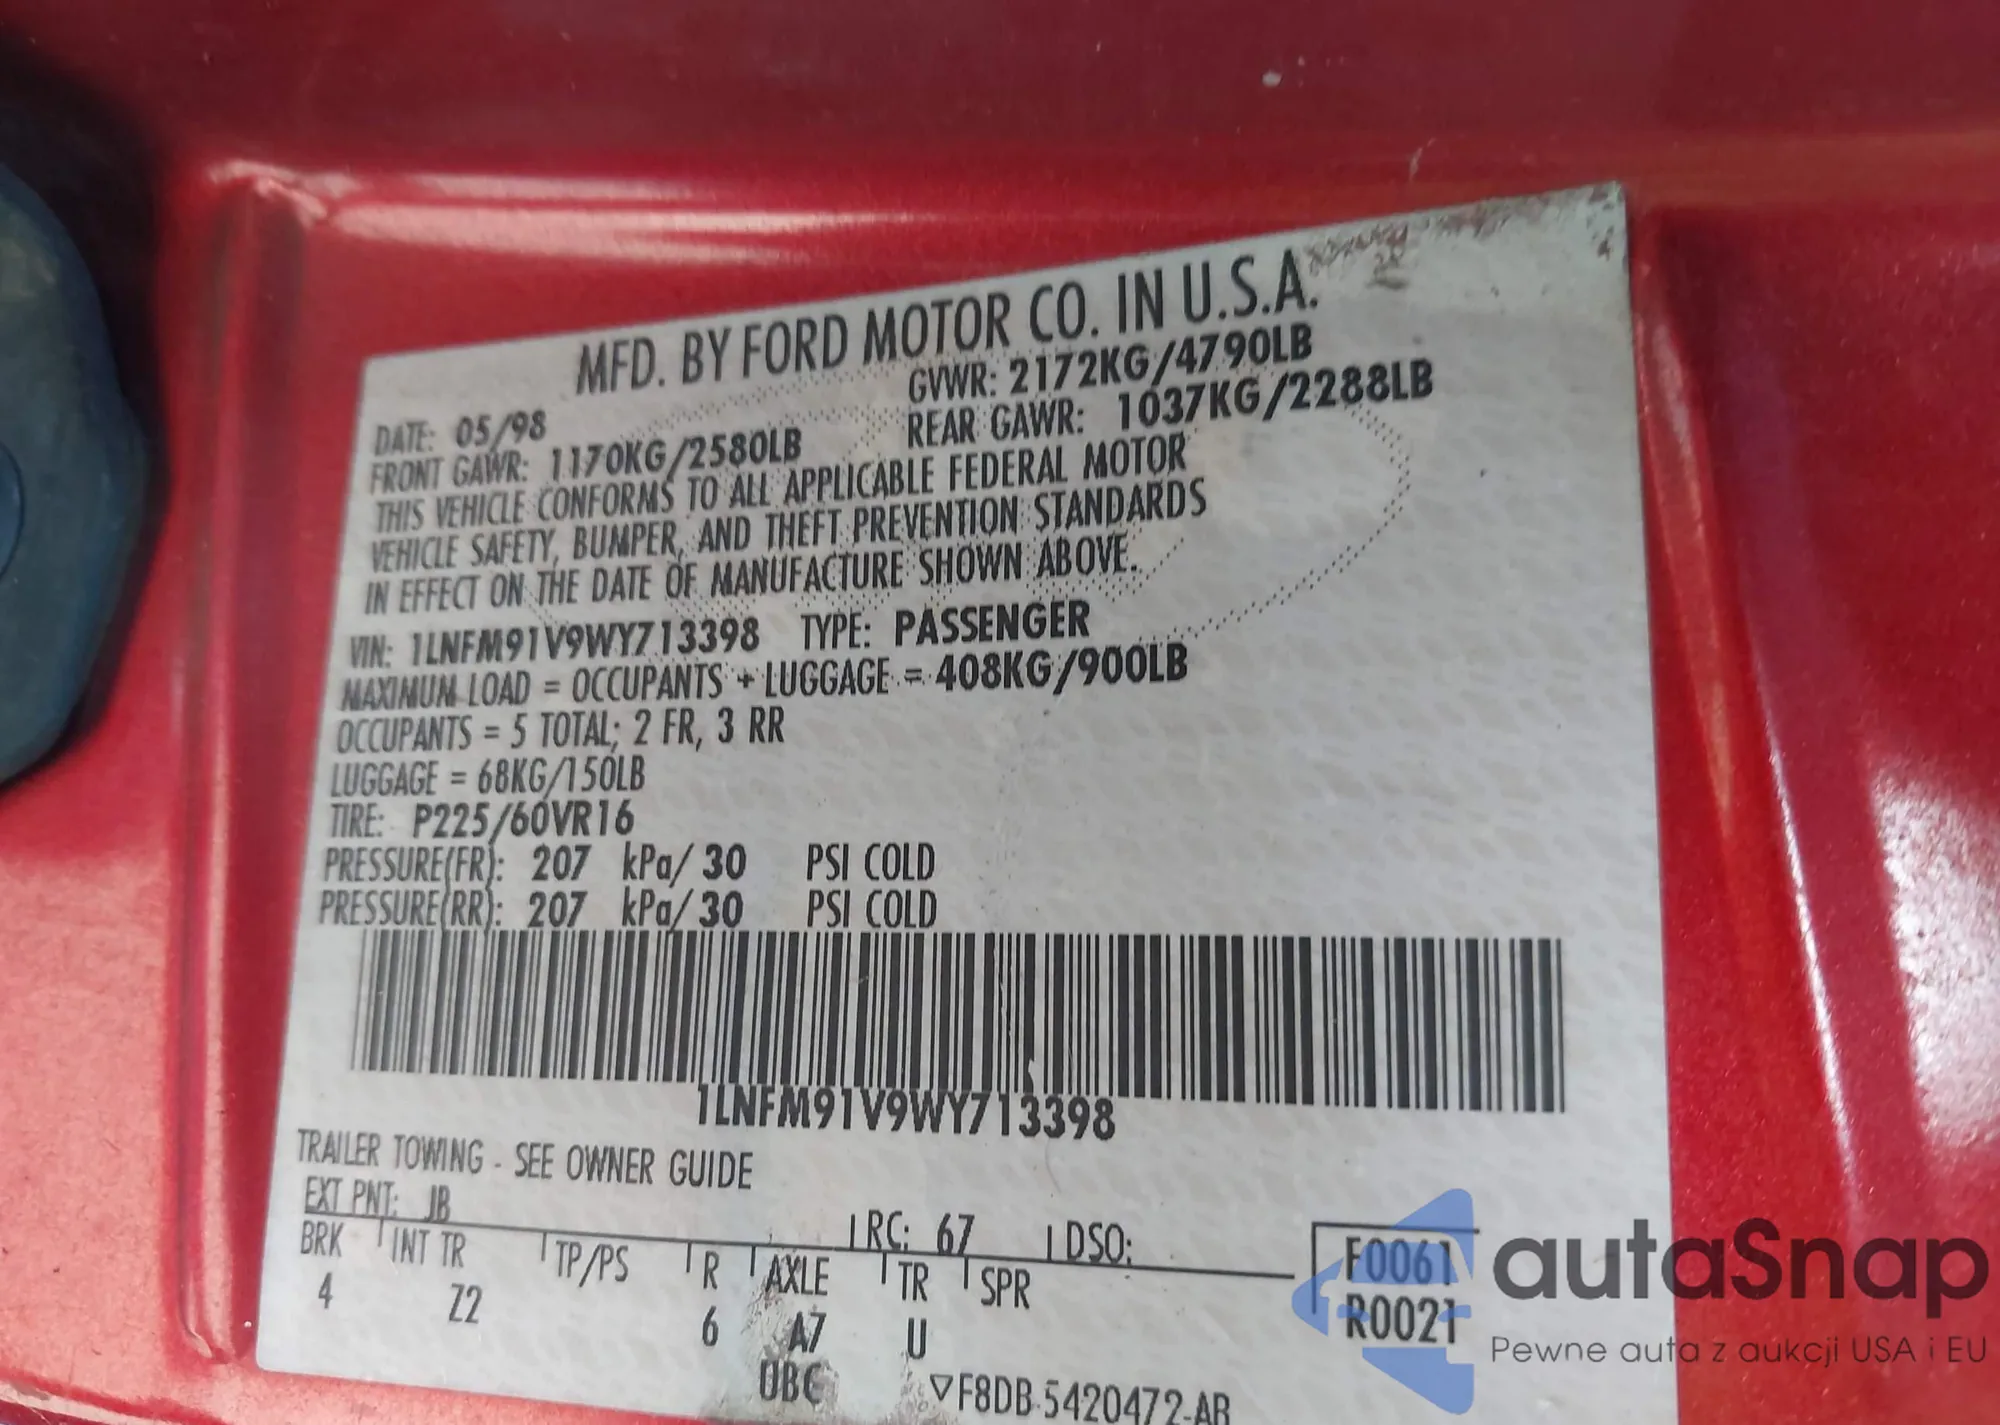 MFD. BY FORD MOTOR CO. IN U.S.A.
DATE: 05/98 GVWR: 2172KG/4790LB
FRONT GAWR: 1170KG/2580LB REAR GAWR: 1037KG/2288LB
THIS VEHICLE CONFORMS TO ALL APPLICABLE FEDERAL MOTOR
VEHICLE SAFETY, BUMPER, AND THEFT PREVENTION STANDARDS
IN EFFECT ON THE DATE OF MANUFACTURE SHOWN ABOVE.
VIN: 1LNFM91V9WY713398 TYPE: PASSENGER
MAXIMUM LOAD = OCCUPANTS + LUGGAGE = 408KG/900LB
OCCUPANTS = 5 TOTAL; 2 FR, 3 RR
LUGGAGE = 68KG/150LB
TIRE: P225/60VR16
PRESSURE(FR): 207 kPa/ 30 PSI COLD
PRESSURE(RR): 207 kPa/ 30 PSI COLD
1LNFM91V9WY713398
TRAILER TOWING - SEE OWNER GUIDE
EXT PNT: JB RC: 67 DSO:
BRK INT TR TP/PS R AXLE TR SPR
4 Z2 6 A7 U
F0061
R0021
UBC ▽F8DB-5420472-AB
autaSnap
Pewne auta z aukcji USA i EU